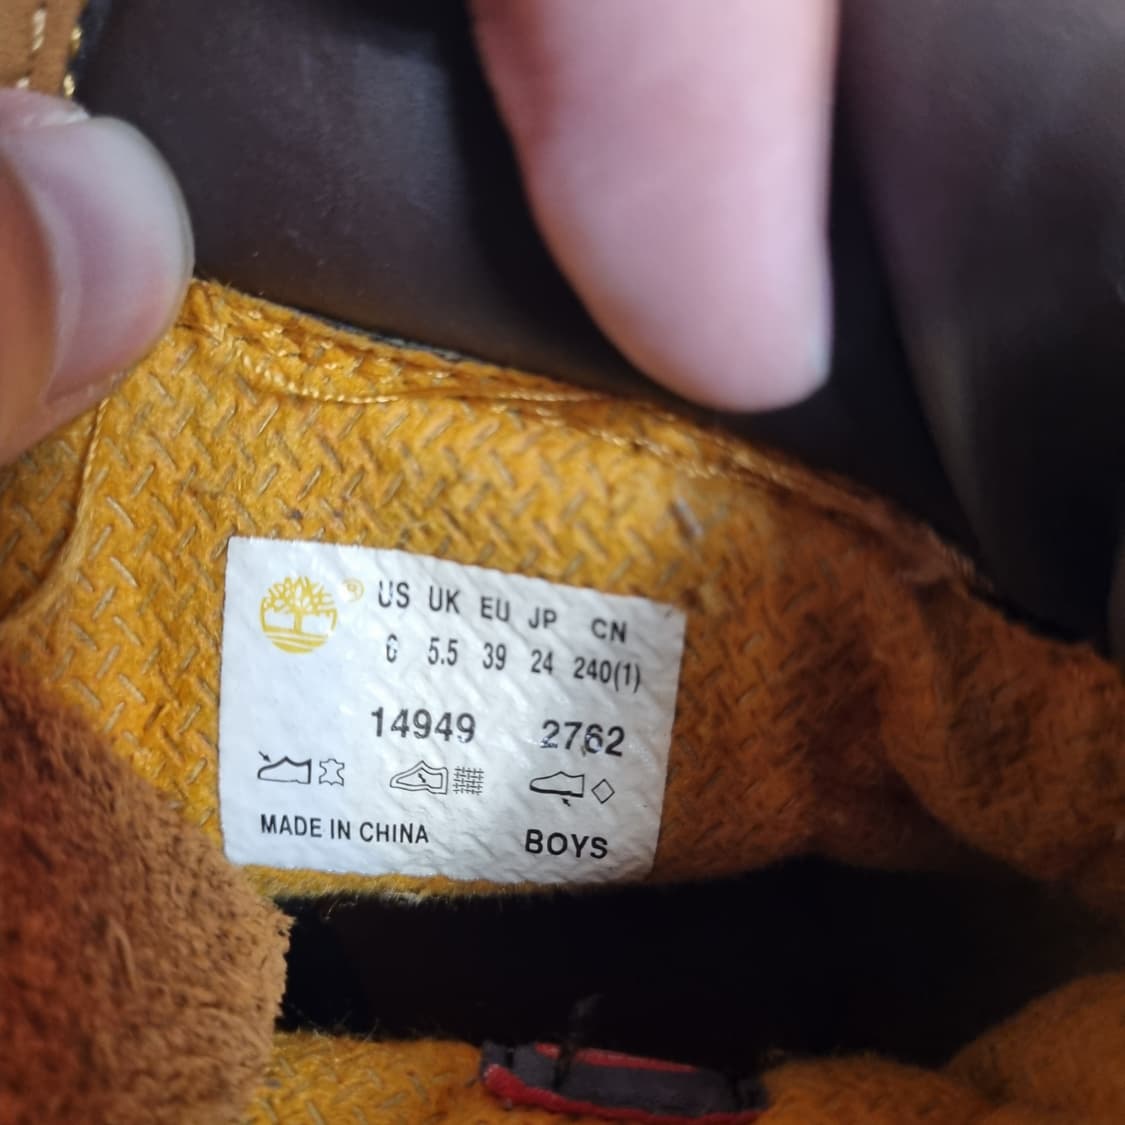 ® US UK EU JP CN
6 5.5 39 24 240(1)
14949 2762
MADE IN CHINA BOYS